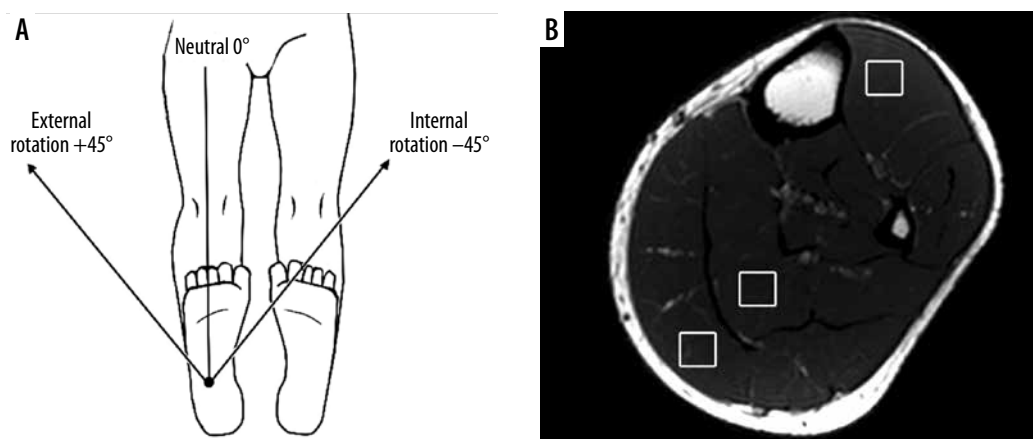 A
Neutral 0°
External
rotation +45°
Internal
rotation −45°
B